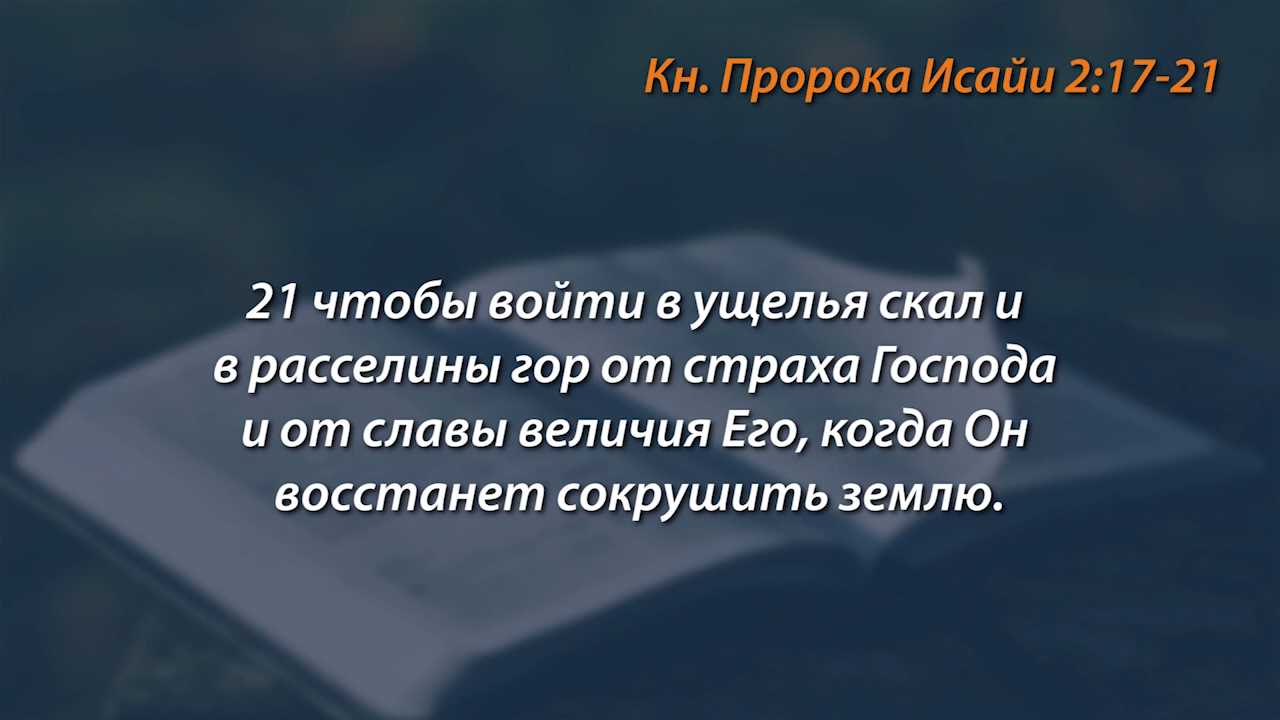 Кн. Пророка Исайи 2:17-21
21 чтобы войти в ущелья скал и
в расселины гор от страха Господа
и от славы величия Его, когда Он
восстанет сокрушить землю.